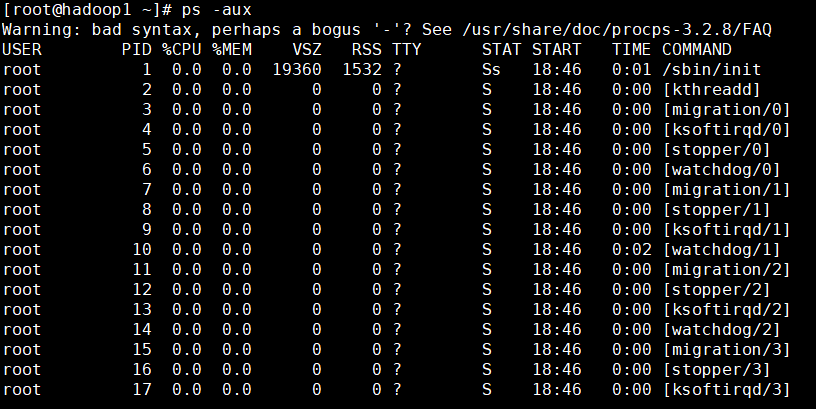 [root@hadoop1 ~]# ps -aux
Warning: bad syntax, perhaps a bogus '-'? See /usr/share/doc/procps-3.2.8/FAQ
USER       PID %CPU %MEM    VSZ   RSS TTY      STAT START   TIME COMMAND
root         1  0.0  0.0  19360  1532 ?        Ss   18:46   0:01 /sbin/init
root         2  0.0  0.0      0     0 ?        S    18:46   0:00 [kthreadd]
root         3  0.0  0.0      0     0 ?        S    18:46   0:00 [migration/0]
root         4  0.0  0.0      0     0 ?        S    18:46   0:00 [ksoftirqd/0]
root         5  0.0  0.0      0     0 ?        S    18:46   0:00 [stopper/0]
root         6  0.0  0.0      0     0 ?        S    18:46   0:00 [watchdog/0]
root         7  0.0  0.0      0     0 ?        S    18:46   0:00 [migration/1]
root         8  0.0  0.0      0     0 ?        S    18:46   0:00 [stopper/1]
root         9  0.0  0.0      0     0 ?        S    18:46   0:00 [ksoftirqd/1]
root        10  0.0  0.0      0     0 ?        S    18:46   0:02 [watchdog/1]
root        11  0.0  0.0      0     0 ?        S    18:46   0:00 [migration/2]
root        12  0.0  0.0      0     0 ?        S    18:46   0:00 [stopper/2]
root        13  0.0  0.0      0     0 ?        S    18:46   0:00 [ksoftirqd/2]
root        14  0.0  0.0      0     0 ?        S    18:46   0:00 [watchdog/2]
root        15  0.0  0.0      0     0 ?        S    18:46   0:00 [migration/3]
root        16  0.0  0.0      0     0 ?        S    18:46   0:00 [stopper/3]
root        17  0.0  0.0      0     0 ?        S    18:46   0:00 [ksoftirqd/3]